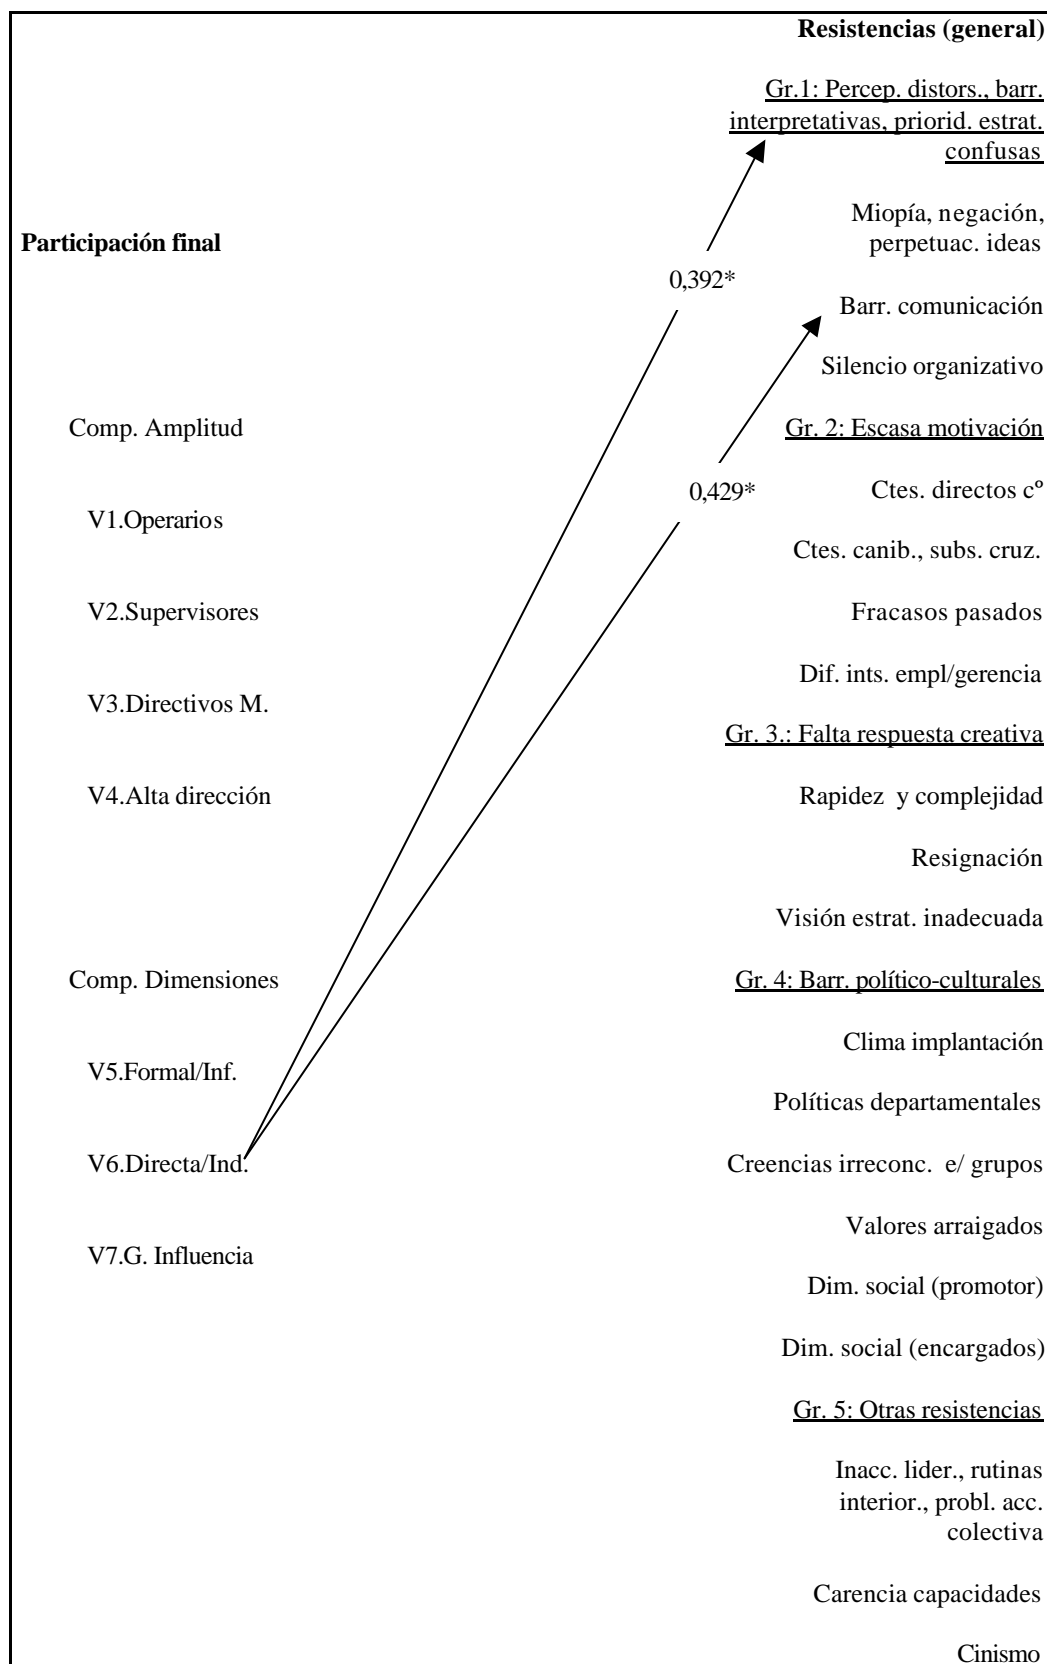 Resistencias (general)
Gr.1: Percep. distors., barr.
interpretativas, priorid. estrat.
confusas
Miopía, negación,
perpetuac. ideas
Participación final
0,392*
Barr. comunicación
Silencio organizativo
Comp. Amplitud
Gr. 2: Escasa motivación
0,429*
Ctes. directos cº
V1.Operarios
Ctes. canib., subs. cruz.
V2.Supervisores
Fracasos pasados
Dif. ints. empl/gerencia
V3.Directivos M.
Gr. 3.: Falta respuesta creativa
V4.Alta dirección
Rapidez y complejidad
Resignación
Visión estrat. inadecuada
Comp. Dimensiones
Gr. 4: Barr. político-culturales
Clima implantación
V5.Formal/Inf.
Políticas departamentales
V6.Directa/Ind.
Creencias irreconc. e/ grupos
Valores arraigados
V7.G. Influencia
Dim. social (promotor)
Dim. social (encargados)
Gr. 5: Otras resistencias
Inacc. lider., rutinas
interior., probl. acc.
colectiva
Carencia capacidades
Cinismo